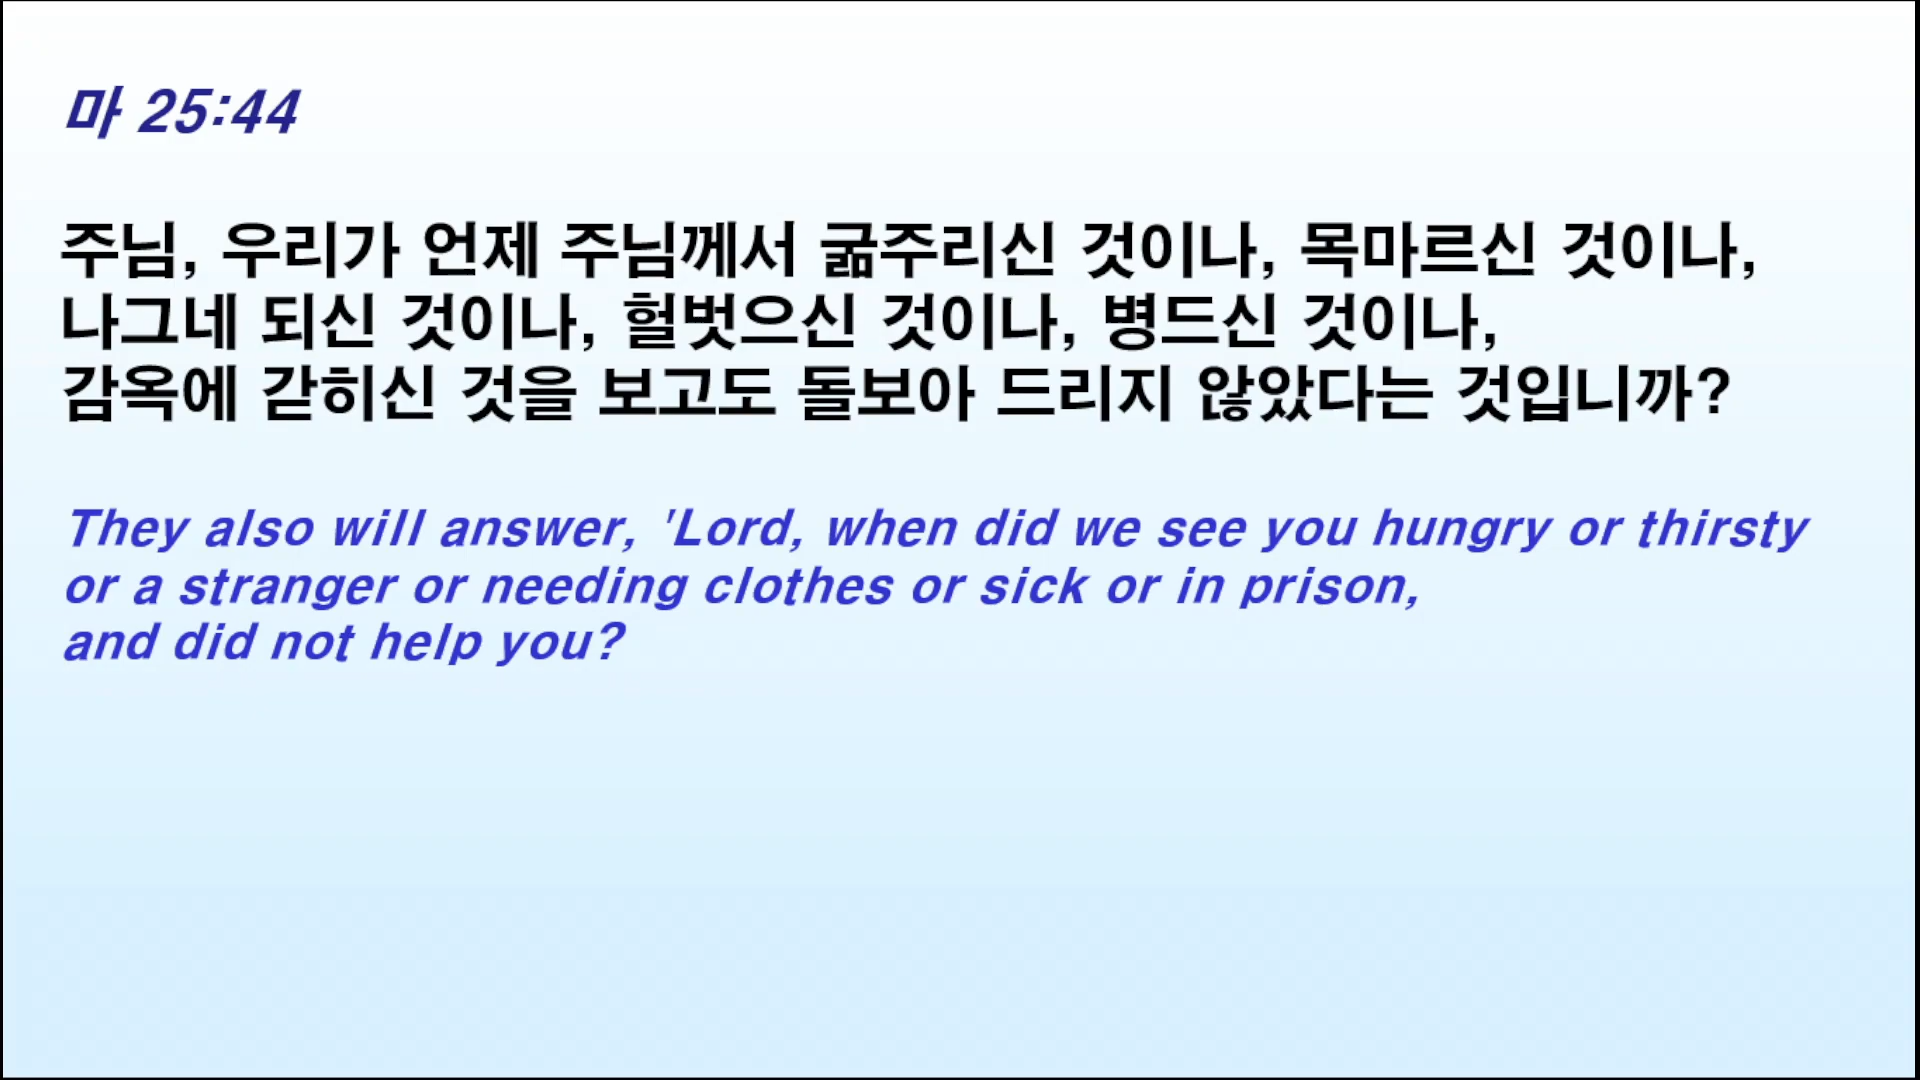 마 25:44
주님, 우리가 언제 주님께서 굶주리신 것이나, 목마르신 것이나,
나그네 되신 것이나, 헐벗으신 것이나, 병드신 것이나,
감옥에 갇히신 것을 보고도 돌보아 드리지 않았다는 것입니까?
They also will answer, 'Lord, when did we see you hungry or thirsty
or a stranger or needing clothes or sick or in prison,
and did not help you?